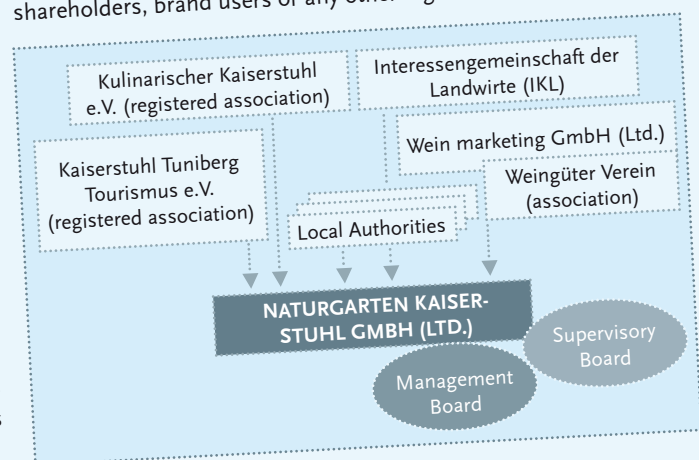 shareholders, brand users or any other
Kulinarischer Kaiserstuhl
e.V. (registered association)
Interessengemeinschaft der
Landwirte (IKL)
Kaiserstuhl Tuniberg
Tourismus e.V.
(registered association)
Wein marketing GmbH (Ltd.)
Weingüter Verein
(association)
Local Authorities
NATURGARTEN KAISER-
STUHL GMBH (LTD.)
Supervisory
Board
Management
Board